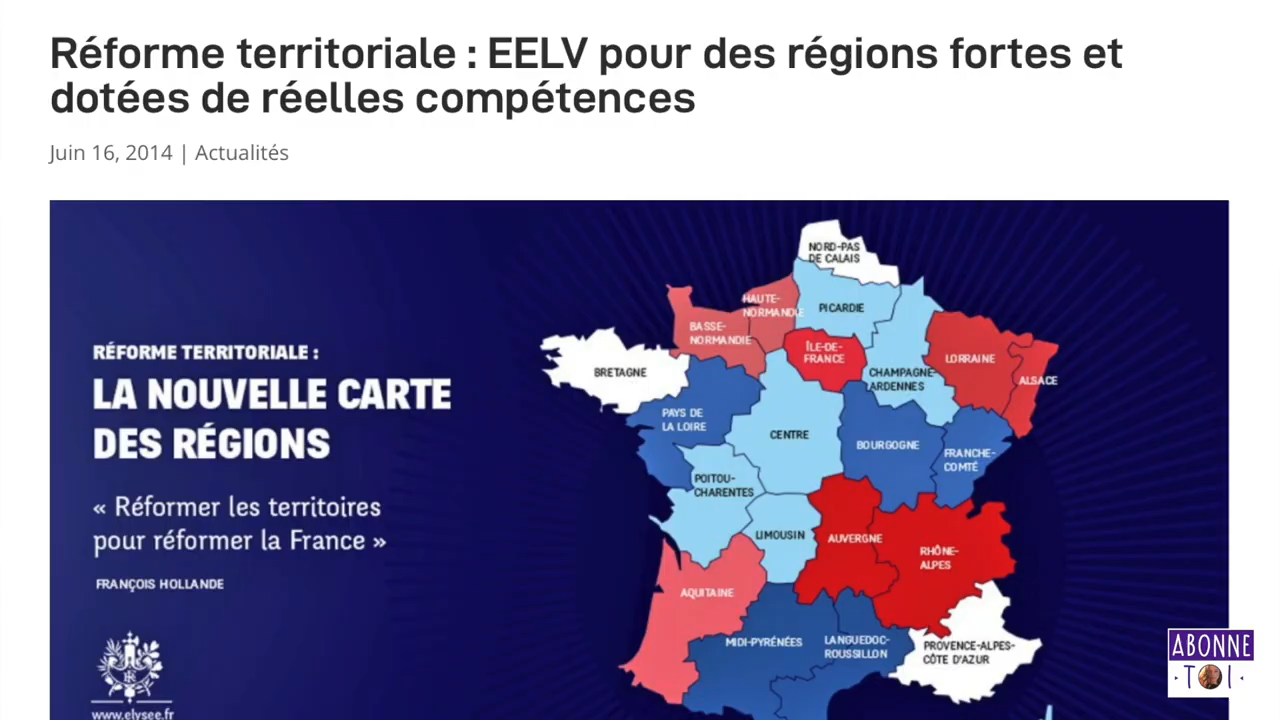 Réforme territoriale : EELV pour des régions fortes et
dotées de réelles compétences
Juin 16, 2014 | Actualités
RÉFORME TERRITORIALE :
LA NOUVELLE CARTE
DES RÉGIONS
« Réformer les territoires
pour réformer la France »
FRANÇOIS HOLLANDE
www.elysee.fr
NORD-PAS
DE CALAIS
PICARDIE
HAUTE-
NORMANDIE
BASSE-
NORMANDIE
ÎLE-DE-
FRANCE
CHAMPAGNE-
ARDENNES
LORRAINE
ALSACE
BRETAGNE
PAYS DE
LA LOIRE
CENTRE
BOURGOGNE
FRANCHE-
COMTÉ
POITOU-
CHARENTES
LIMOUSIN
AUVERGNE
RHÔNE-
ALPES
AQUITAINE
MIDI-PYRÉNÉES
LANGUEDOC-
ROUSSILLON
PROVENCE-ALPES-
CÔTE D'AZUR
ABONNE
TOI